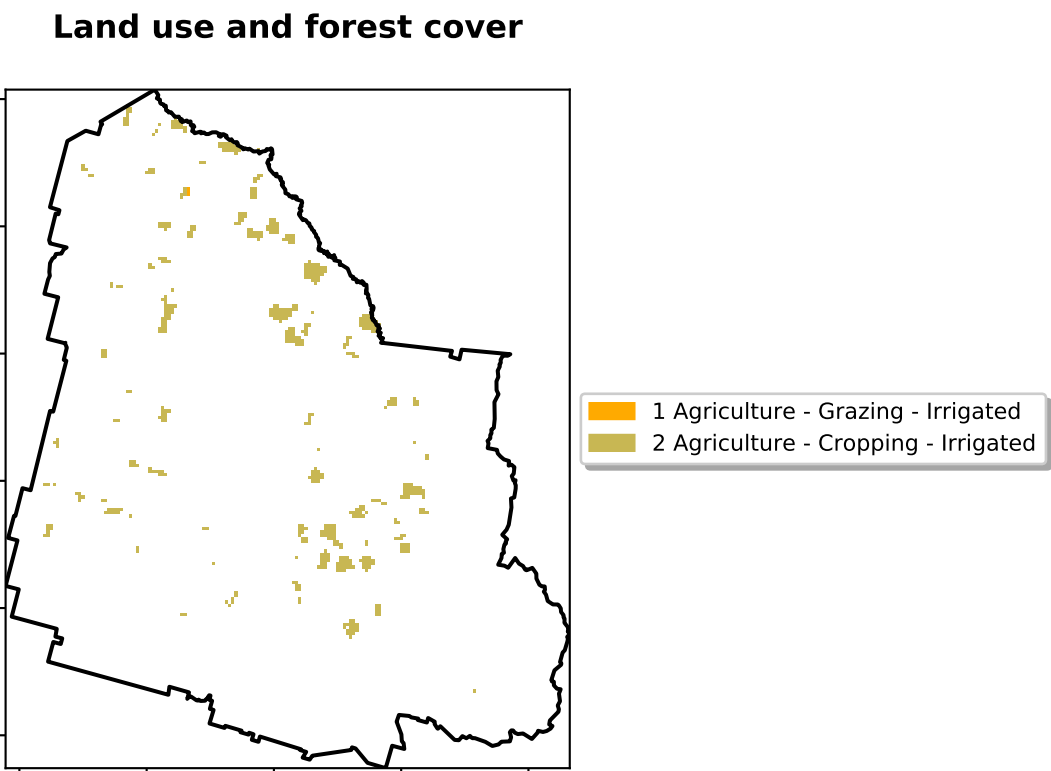 Land use and forest cover
1 Agriculture - Grazing - Irrigated
2 Agriculture - Cropping - Irrigated